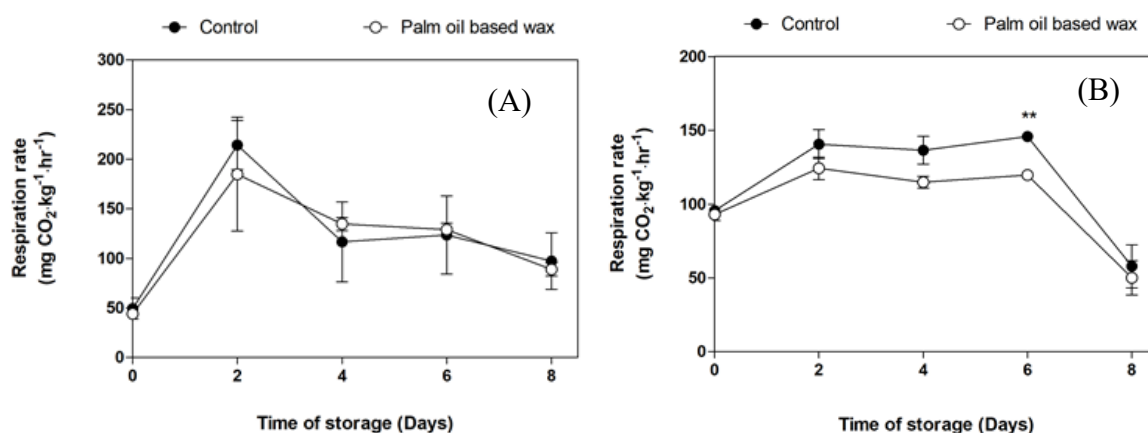 Control Palm oil based wax
300
250
200
150
100
50
0
0 2 4 6 8
Respiration rate
(mg CO₂·kg⁻¹·hr⁻¹)
Time of storage (Days)
(A)
Control Palm oil based wax
200
150
100
50
0
0 2 4 6 8
Respiration rate
(mg CO₂·kg⁻¹·hr⁻¹)
Time of storage (Days)
(B)
**